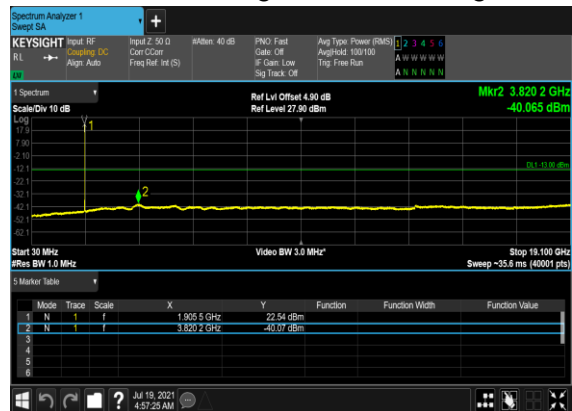 Spectrum Analyzer 1
Swept SA
+
KEYSIGHT Input: RF Input Z: 50 Ω #Atten: 40 dB PNO: Fast Avg Type: Power (RMS) 1 2 3 4 5 6
RL Coupling: DC Corr CCorr Gate: Off Avg|Hold: 100/100 A W W W W W
Align: Auto Freq Ref: Int (S) IF Gain: Low Trig: Free Run
Sig Track: Off A N N N N N
1 Spectrum Ref Lvl Offset 4.90 dB Mkr2 3.820 2 GHz
Scale/Div 10 dB Ref Level 27.90 dBm -40.065 dBm
Log
17.9
7.90
-2.10
-12.1
-22.1
-32.1
-42.1
-52.1
-62.1
1
DL1 -13.00 dBm
2
Start 30 MHz Video BW 3.0 MHz* Stop 19.100 GHz
#Res BW 1.0 MHz Sweep ~35.6 ms (40001 pts)
5 Marker Table
Mode Trace Scale X Y Function Function Width Function Value
1 N 1 f 1.905 5 GHz 22.54 dBm
2 N 1 f 3.820 2 GHz -40.07 dBm
3
4
5
6
? Jul 19, 2021
4:57:25 AM